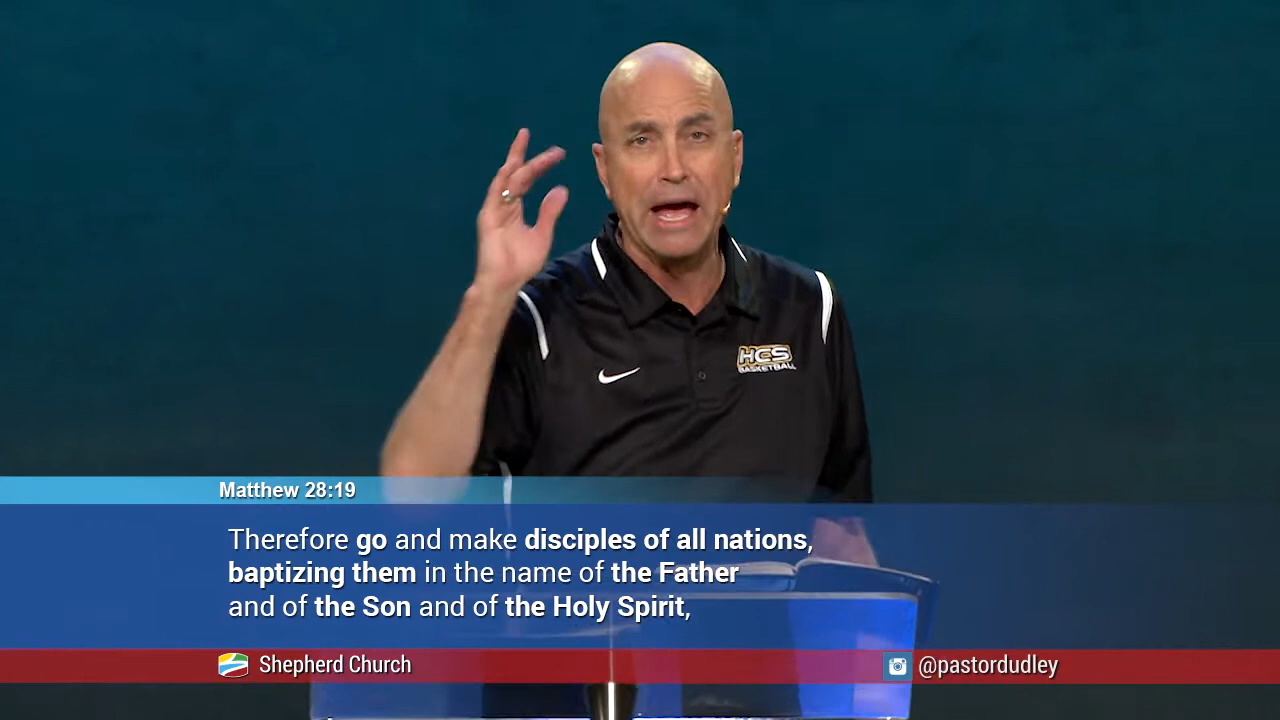 HCS
BASKETBALL
Matthew 28:19
Therefore go and make disciples of all nations,
baptizing them in the name of the Father
and of the Son and of the Holy Spirit,
Shepherd Church
@pastordudley